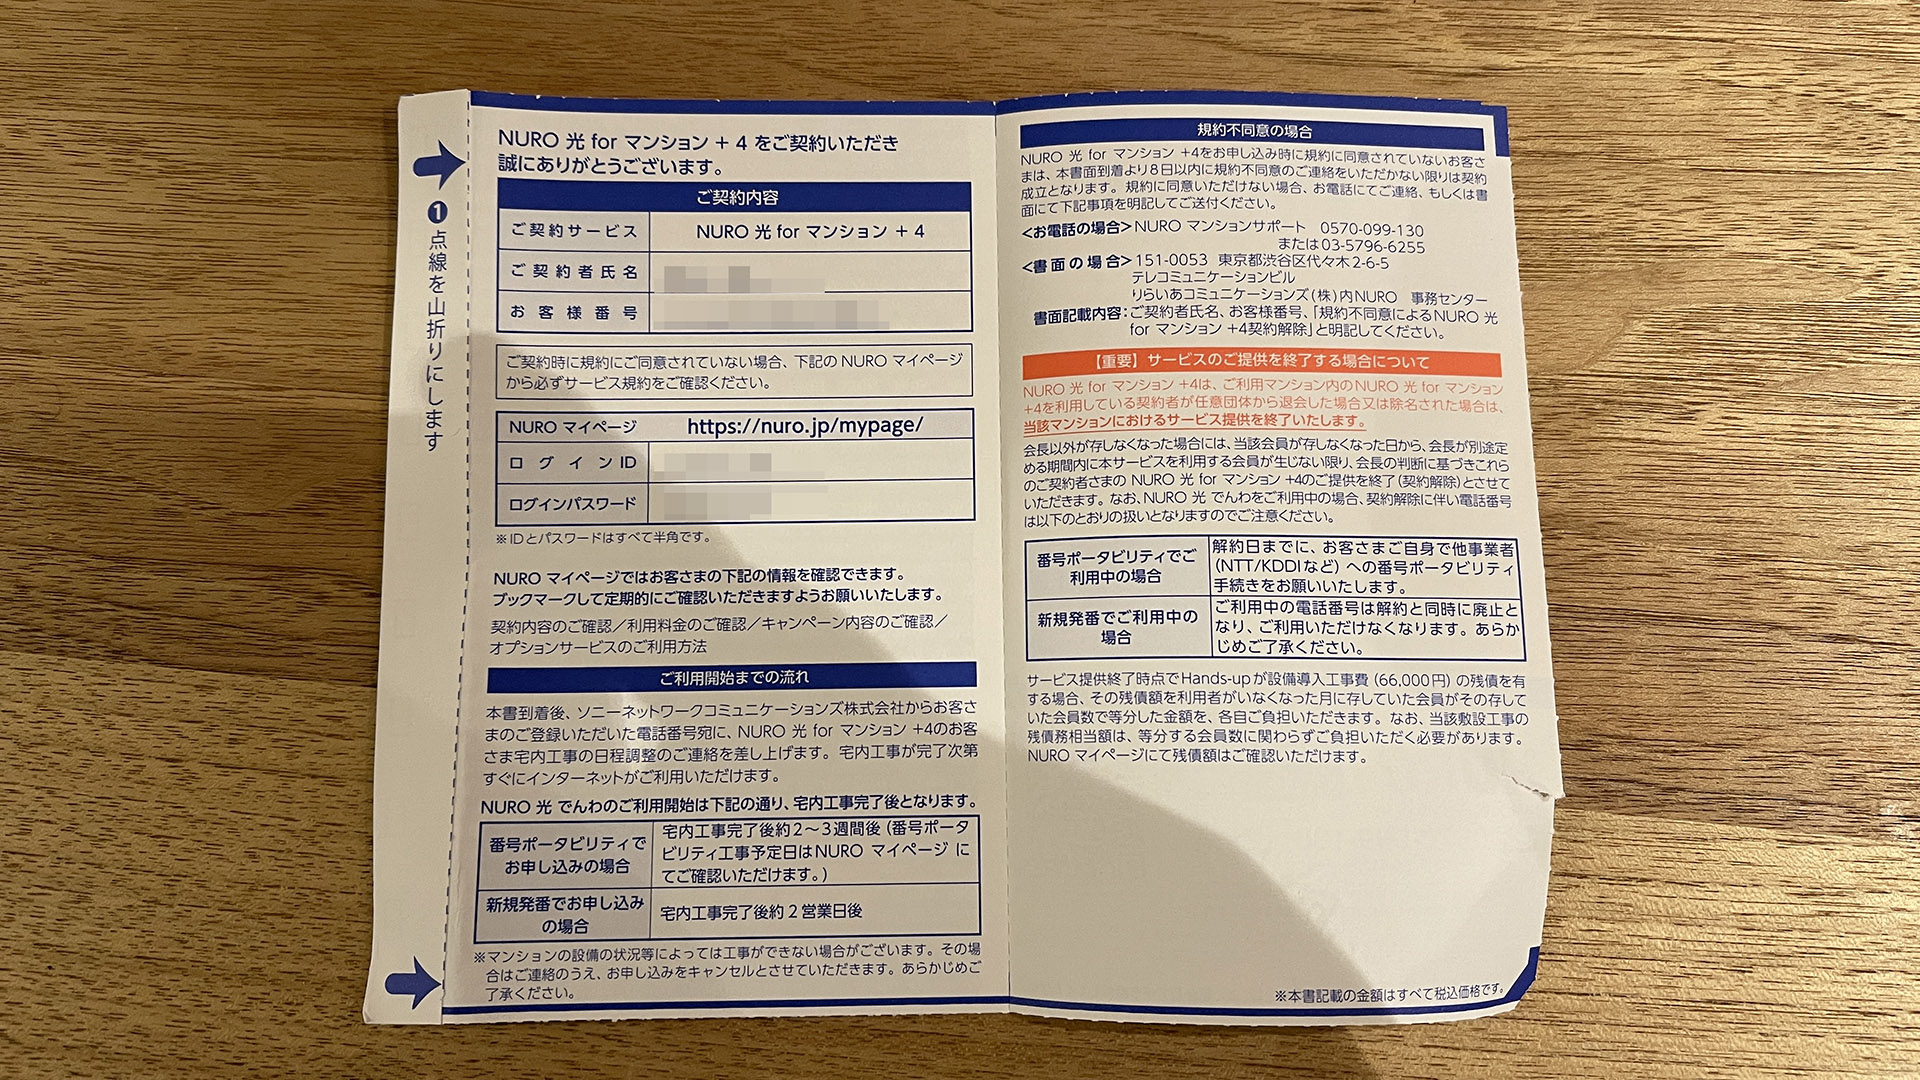 ❶点線を山折りにします
NURO 光 for マンション + 4 をご契約いただき
誠にありがとうございます。
ご契約内容
ご契約サービス NURO 光 for マンション + 4
ご契約者氏名
お客様番号
ご契約時に規約にご同意されていない場合、下記の NURO マイページ
から必ずサービス規約をご確認ください。
NURO マイページ https://nuro.jp/mypage/
ログインID
ログインパスワード
※IDとパスワードはすべて半角です。
NURO マイページではお客さまの下記の情報を確認できます。
ブックマークして定期的にご確認いただきますようお願いいたします。
契約内容のご確認／利用料金のご確認／キャンペーン内容のご確認／
オプションサービスのご利用方法
ご利用開始までの流れ
本書到着後、ソニーネットワークコミュニケーションズ株式会社からお客さ
まのご登録いただいた電話番号宛に、NURO 光 for マンション +4のお客
さま宅内工事の日程調整のご連絡を差し上げます。宅内工事が完了次第
すぐにインターネットがご利用いただけます。
NURO 光 でんわのご利用開始は下記の通り、宅内工事完了後となります。
番号ポータビリティで
お申し込みの場合
宅内工事完了後約2～3週間後（番号ポータ
ビリティ工事予定日はNURO マイページ に
てご確認いただけます。）
新規発番でお申し込み
の場合
宅内工事完了後約2営業日後
※マンションの設備の状況等によっては工事ができない場合がございます。その場
合はご連絡のうえ、お申し込みをキャンセルとさせていただきます。あらかじめご
了承ください。
規約不同意の場合
NURO 光 for マンション +4をお申し込み時に規約に同意されていないお客さ
まは、本書面到着より8日以内に規約不同意のご連絡をいただかない限りは契約
成立となります。規約に同意いただけない場合、お電話にてご連絡、もしくは書
面にて下記事項を明記してご送付ください。
<お電話の場合>NURO マンションサポート 0570-099-130
または 03-5796-6255
<書面の場合>151-0053 東京都渋谷区代々木2-6-5
テレコミュニケーションビル
りらいあコミュニケーションズ(株)内NURO 事務センター
書面記載内容：ご契約者氏名、お客様番号、「規約不同意によるNURO 光
for マンション +4契約解除」と明記してください。
【重要】サービスのご提供を終了する場合について
NURO 光 for マンション +4は、ご利用マンション内のNURO 光 for マンション
+4を利用している契約者が任意団体から退会した場合又は除名された場合は、
当該マンションにおけるサービス提供を終了いたします。
会長以外が存しなくなった場合には、当該会員が存しなくなった日から、会長が別途定
める期間内に本サービスを利用する会員が生じない限り、会長の判断に基づきこれら
のご契約者さまの NURO 光 for マンション +4のご提供を終了（契約解除）とさせて
いただきます。なお、NURO 光 でんわをご利用中の場合、契約解除に伴い電話番号
は以下のとおりの扱いとなりますのでご注意ください。
番号ポータビリティでご
利用中の場合
解約日までに、お客さまご自身で他事業者
(NTT/KDDIなど) への番号ポータビリティ
手続きをお願いいたします。
新規発番でご利用中の
場合
ご利用中の電話番号は解約と同時に廃止と
なり、ご利用いただけなくなります。あらか
じめご了承ください。
サービス提供終了時点でHands-upが設備導入工事費（66,000円）の残債を有
する場合、その残債額を利用者がいなくなった月に存していた会員がその存して
いた会員数で等分した金額を、各自ご負担いただきます。なお、当該敷設工事の
残債務相当額は、等分する会員数に関わらずご負担いただく必要があります。
NURO マイページにて残債額はご確認いただけます。
※本書記載の金額はすべて税込価格です。